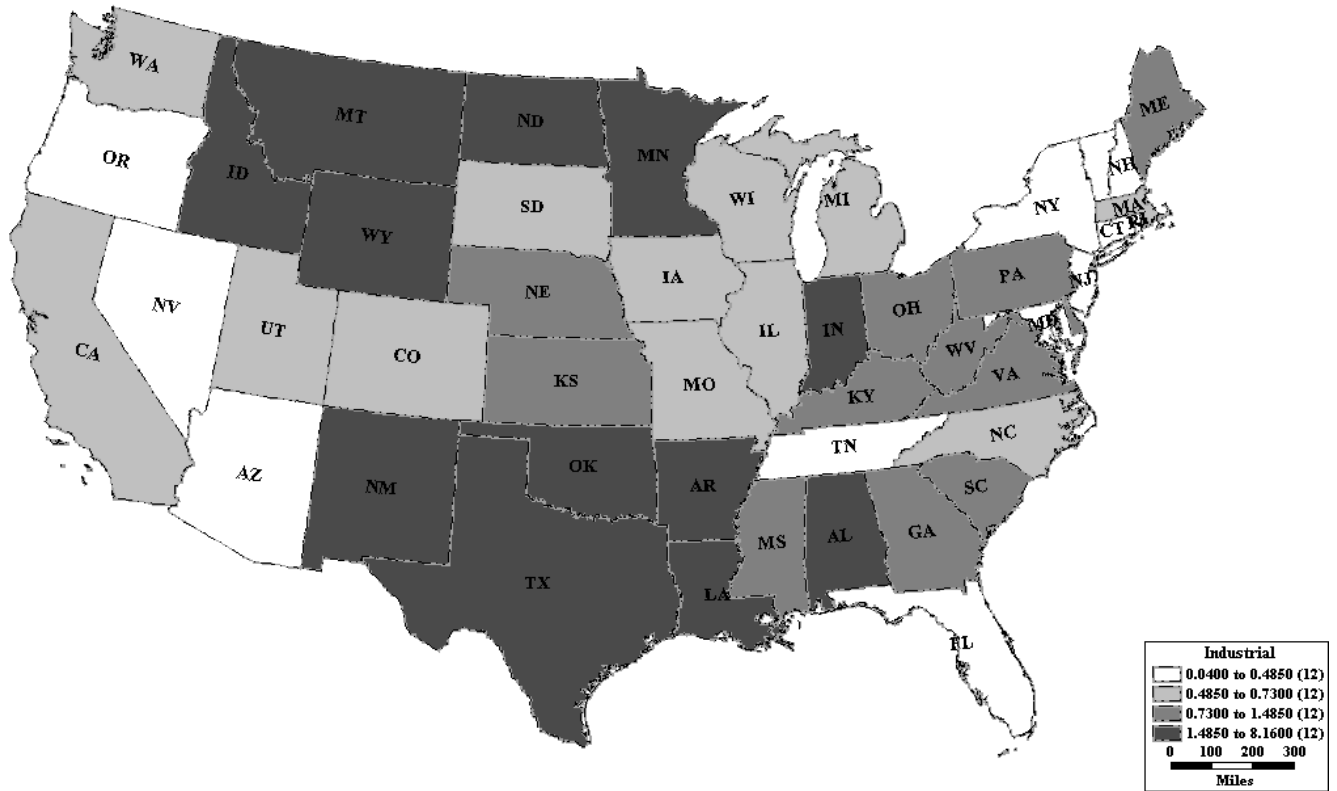 WA
ME
MT
ND
MN
OR
NH
ID
WI
MI
MA
SD
NY
CT RI
WY
IA
PA
NE
NJ
NV
OH
MD
UT
IL
IN
WV
CA
CO
VA
KS
MO
KY
NC
TN
AZ
OK
NM
AR
SC
MS
AL
GA
TX
LA
FL
Industrial
0.0400 to 0.4850 (12)
0.4850 to 0.7300 (12)
0.7300 to 1.4850 (12)
1.4850 to 8.1600 (12)
0 100 200 300
Miles